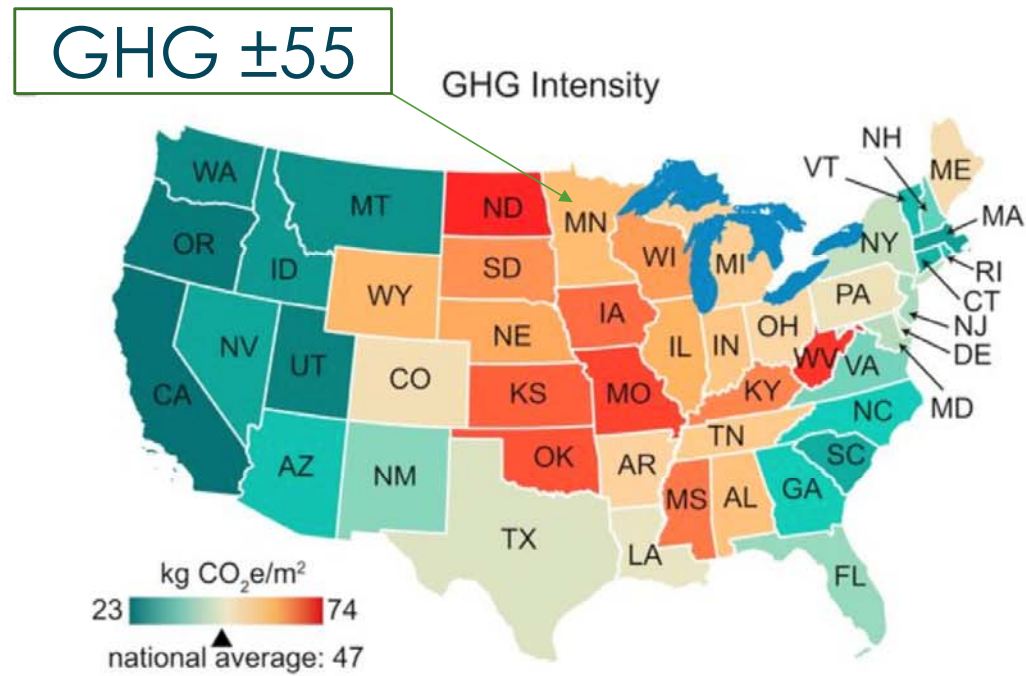 GHG ±55
GHG Intensity
NH
VT
ME
WA
MT
ND
MN
MA
OR
ID
SD
WI
MI
NY
RI
WY
CT
IA
PA
NJ
NV
UT
NE
IL
IN
OH
DE
CO
WV
VA
CA
KS
MO
KY
MD
NC
AZ
NM
OK
AR
TN
SC
MS
AL
GA
TX
LA
FL
kg CO₂e/m²
23
74
national average: 47